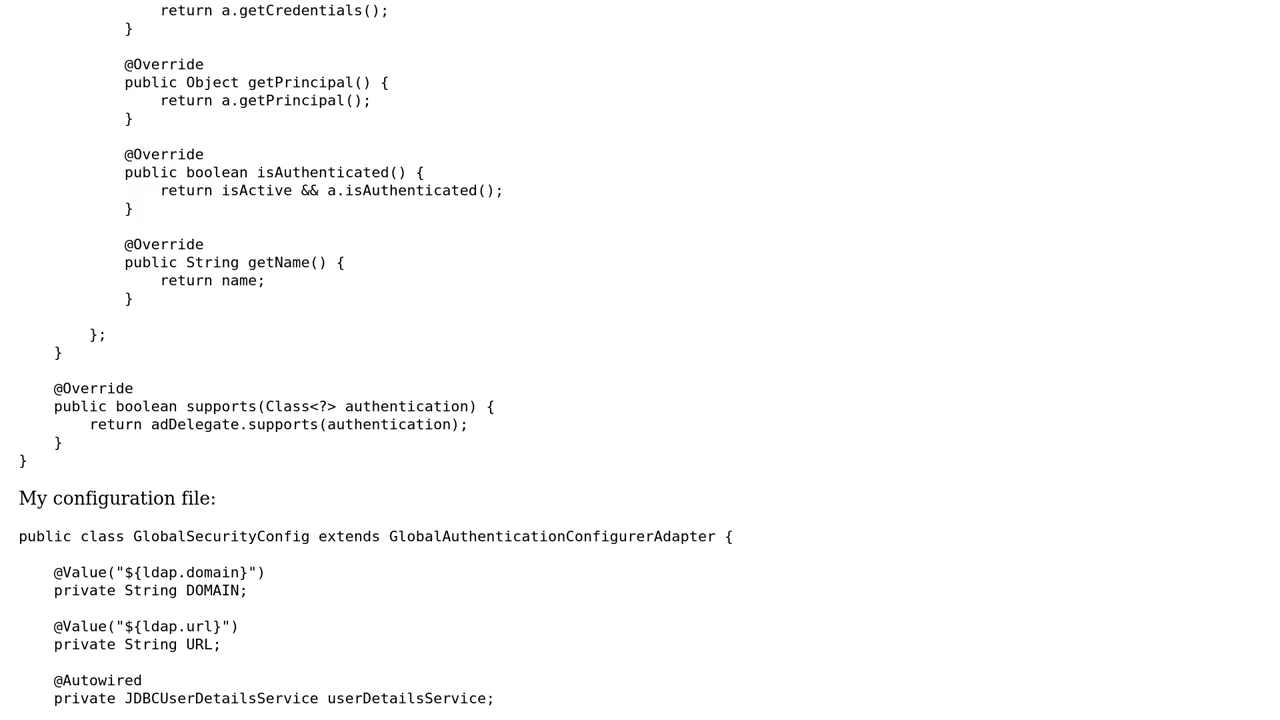 return a.getCredentials();
            }

            @Override
            public Object getPrincipal() {
                return a.getPrincipal();
            }

            @Override
            public boolean isAuthenticated() {
                return isActive && a.isAuthenticated();
            }

            @Override
            public String getName() {
                return name;
            }

        };
    }

    @Override
    public boolean supports(Class<?> authentication) {
        return adDelegate.supports(authentication);
    }
}
My configuration file:
public class GlobalSecurityConfig extends GlobalAuthenticationConfigurerAdapter {

    @Value("${ldap.domain}")
    private String DOMAIN;

    @Value("${ldap.url}")
    private String URL;

    @Autowired
    private JDBCUserDetailsService userDetailsService;